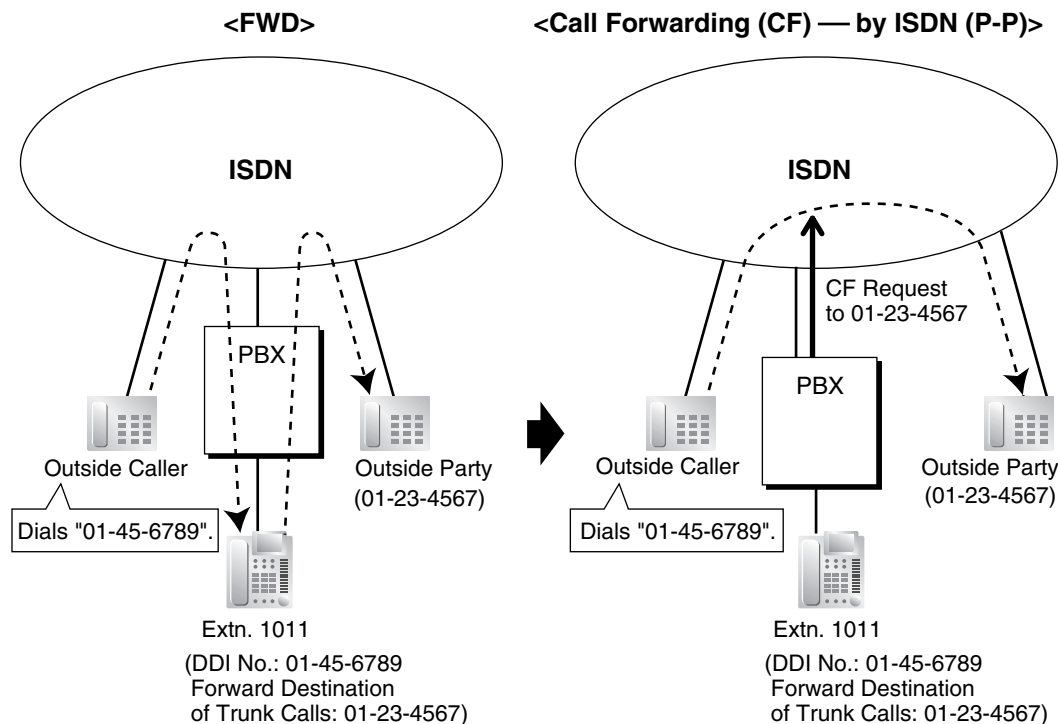 <FWD>
ISDN
PBX
Outside Caller
Dials "01-45-6789".
Outside Party
(01-23-4567)
Extn. 1011
(DDI No.: 01-45-6789
Forward Destination
of Trunk Calls: 01-23-4567)
<Call Forwarding (CF) — by ISDN (P-P)>
ISDN
CF Request
to 01-23-4567
PBX
Outside Caller
Dials "01-45-6789".
Outside Party
(01-23-4567)
Extn. 1011
(DDI No.: 01-45-6789
Forward Destination
of Trunk Calls: 01-23-4567)